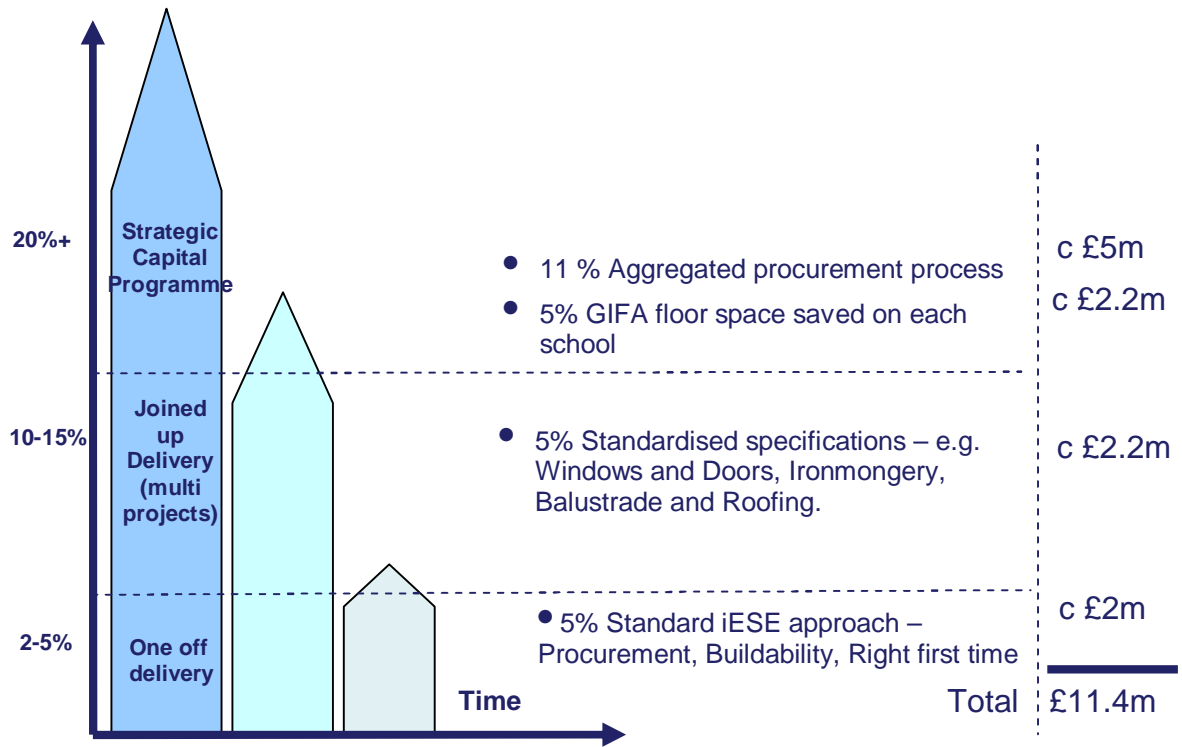 20%+
Strategic
Capital
Programme
• 11 % Aggregated procurement process
c £5m
• 5% GIFA floor space saved on each
school
c £2.2m
10-15%
Joined
up
Delivery
(multi
projects)
• 5% Standardised specifications – e.g.
Windows and Doors, Ironmongery,
Balustrade and Roofing.
c £2.2m
2-5%
One off
delivery
• 5% Standard iESE approach –
Procurement, Buildability, Right first time
c £2m
Time
Total £11.4m